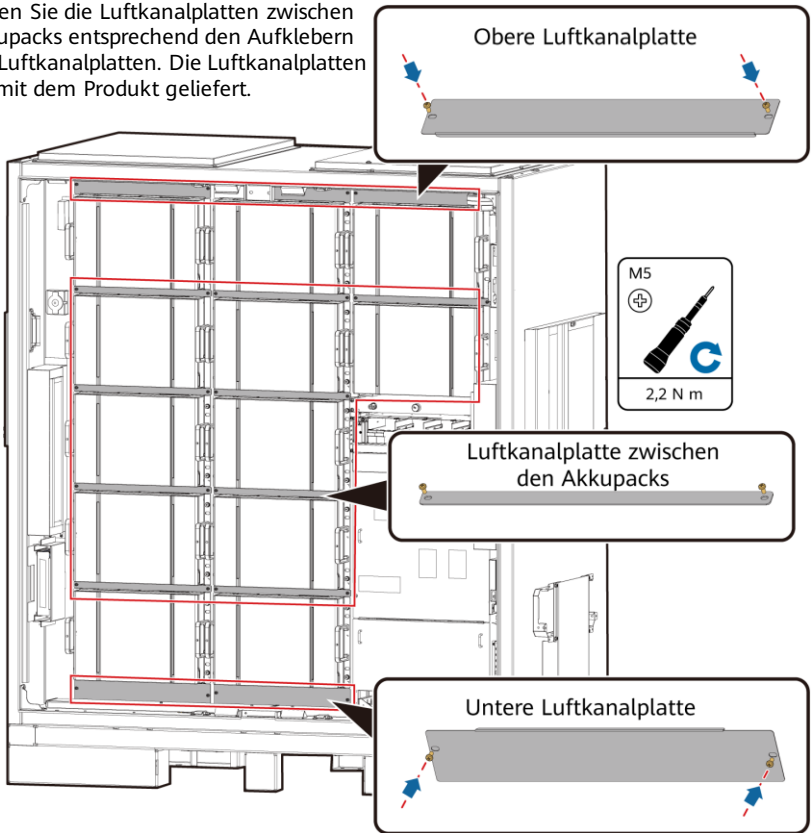 en Sie die Luftkanalplatten zwischen
upacks entsprechend den Aufklebern
Luftkanalplatten. Die Luftkanalplatten
mit dem Produkt geliefert.
Obere Luftkanalplatte
M5
2,2 N m
Luftkanalplatte zwischen
den Akkupacks
Untere Luftkanalplatte